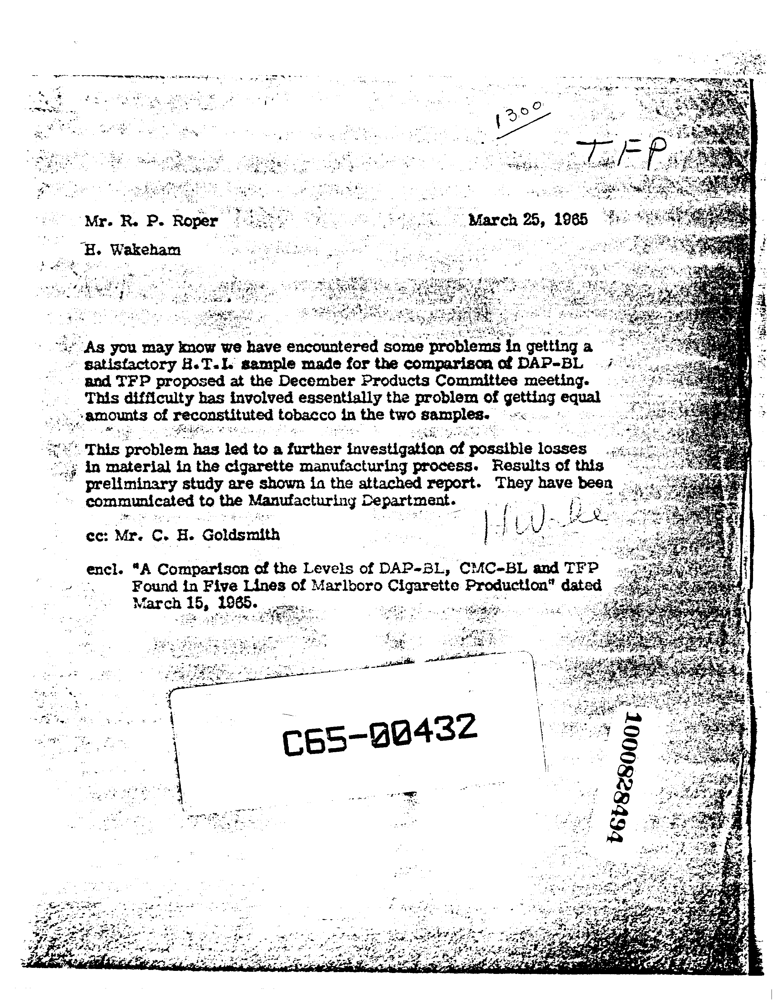 1300
TFP
Mr. R. P. Roper March 25, 1965
H. Wakeham
As you may know we have encountered some problems in getting a
satisfactory H.T.I. sample made for the comparison of DAP-BL
and TFP proposed at the December Products Committee meeting.
This difficulty has involved essentially the problem of getting equal
amounts of reconstituted tobacco in the two samples.
This problem has led to a further investigation of possible losses
in material in the cigarette manufacturing process. Results of this
preliminary study are shown in the attached report. They have been
communicated to the Manufacturing Department.
cc: Mr. C. H. Goldsmith
encl. "A Comparison of the Levels of DAP-BL, CMC-BL and TFP
Found in Five Lines of Marlboro Cigarette Production" dated
March 15, 1965.
C65-00432
1000828494